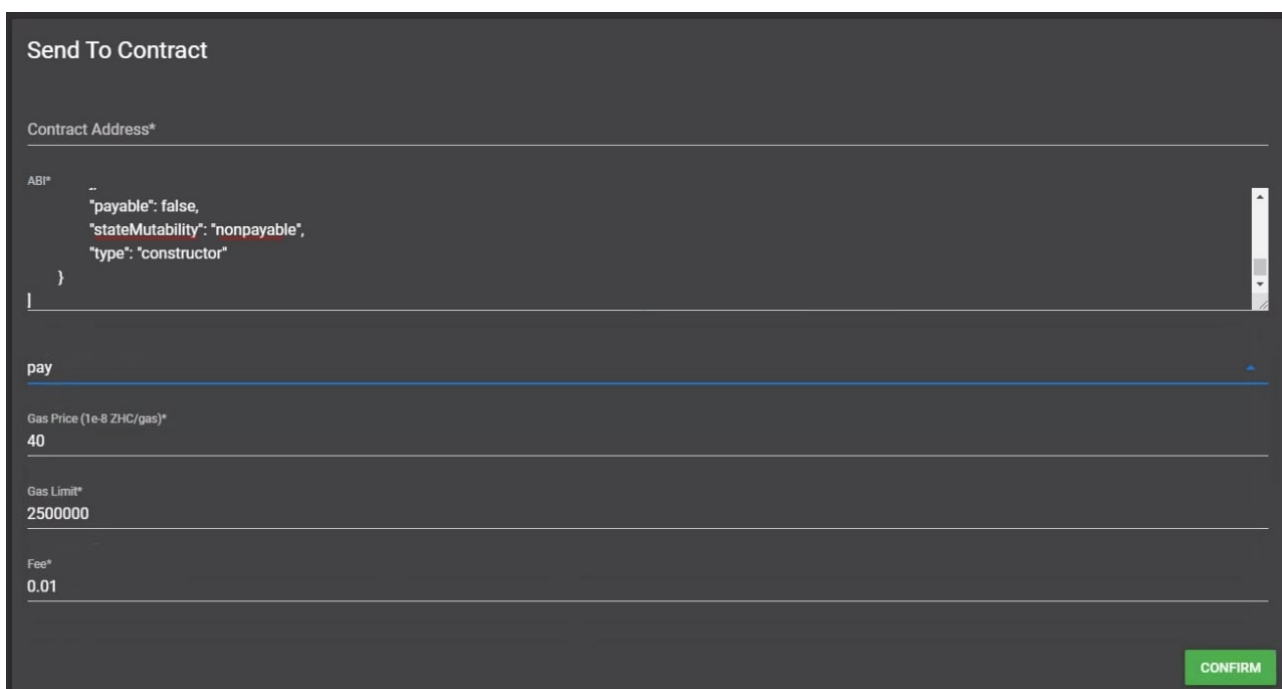 Send To Contract
Contract Address*
ABI*
"payable": false,
"stateMutability": "nonpayable",
"type": "constructor"
}
]
pay
Gas Price (1e-8 ZHC/gas)*
40
Gas Limit*
2500000
Fee*
0.01
CONFIRM